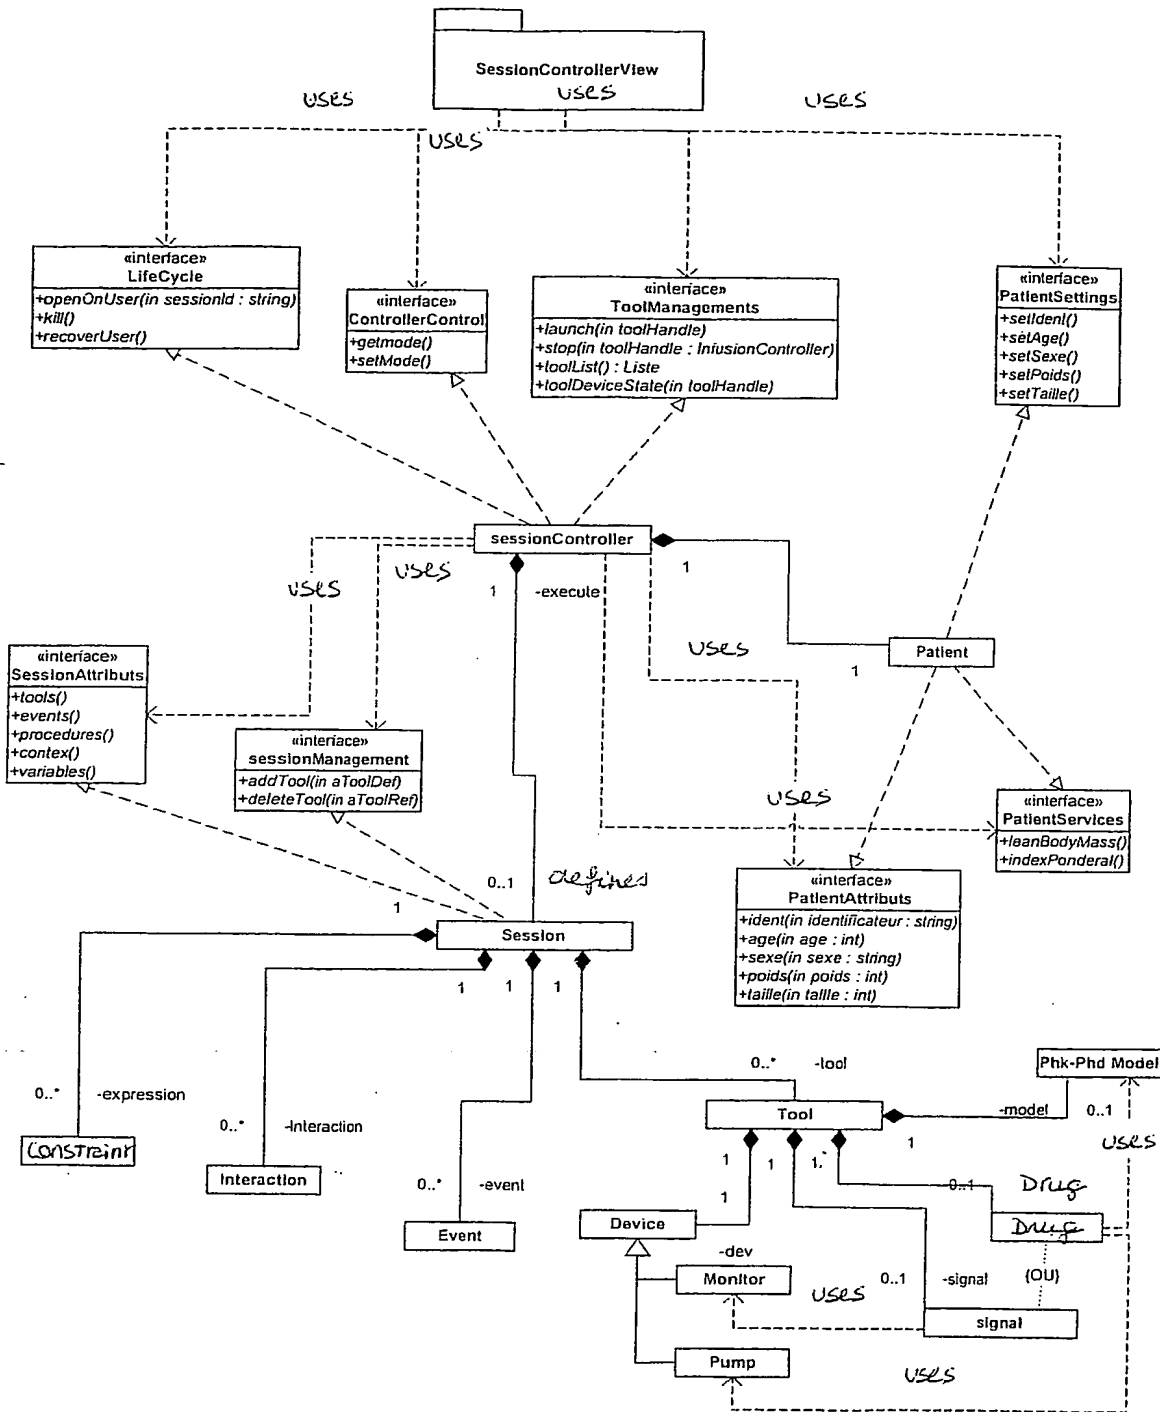 SessionControllerView
uses
uses
uses
uses
«interface»
LifeCycle
+openOnUser(in sessionId : string)
+kill()
+recoverUser()
«interface»
ControllerControl
+getmode()
+setMode()
«interface»
ToolManagements
+launch(in toolHandle)
+stop(in toolHandle : InfusionController)
+toolList() : Liste
+toolDeviceState(in toolHandle)
«interface»
PatientSettings
+setIdent()
+setAge()
+setSexe()
+setPoids()
+setTaille()
sessionController
1
-execute
1
uses
uses
uses
Patient
1
«interface»
SessionAttributs
+tools()
+events()
+procedures()
+contex()
+variables()
«interface»
sessionManagement
+addTool(in aToolDef)
+deleteTool(in aToolRef)
uses
«interface»
PatientServices
+leanBodyMass()
+indexPonderal()
«interface»
PatientAttributs
+ident(in identificateur : string)
+age(in age : int)
+sexe(in sexe : string)
+poids(in poids : int)
+taille(in taille : int)
0..1
defines
1
Session
1
1
1
0..*
-tool
Phk-Phd Model
0..*
-expression
Constraint
0..*
-Interaction
Interaction
0..*
-event
Event
Tool
-model
0..1
1
uses
1
1
1..*
1
0..1
Drug
Drug
Device
-dev
Monitor
uses
0..1
-signal
{OU}
signal
Pump
uses